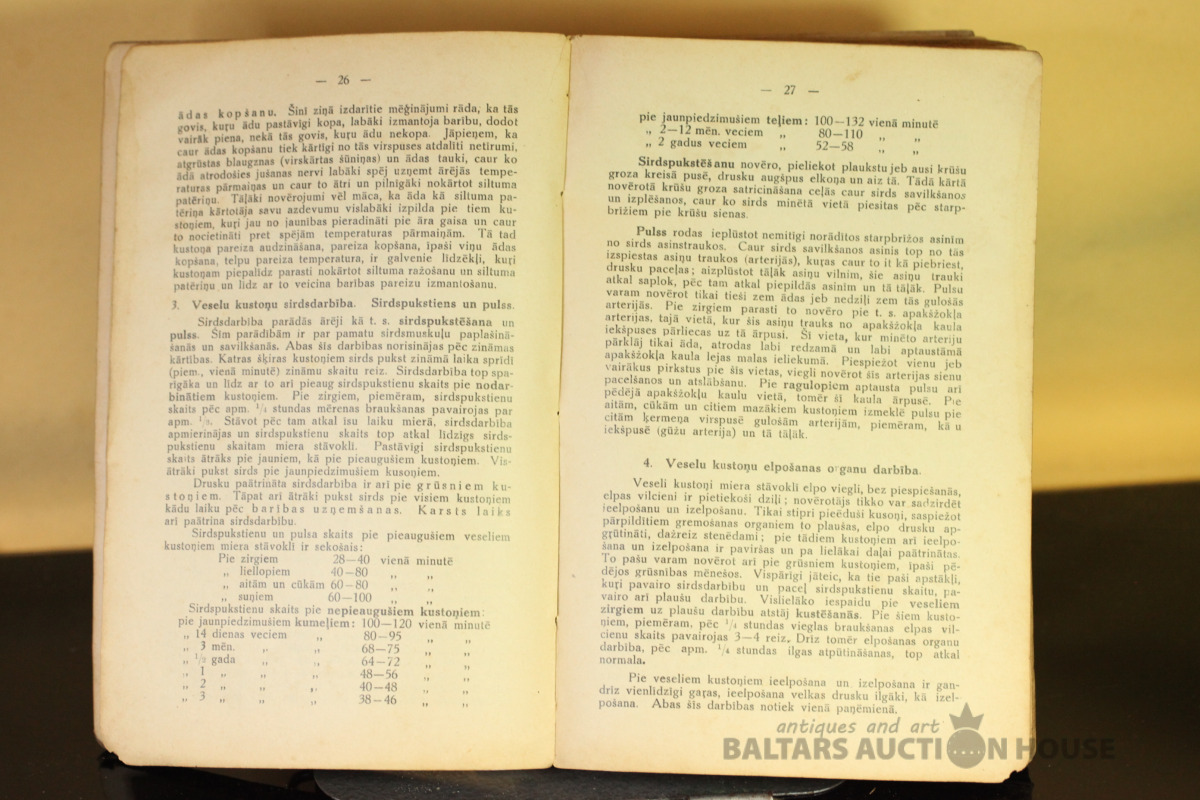 — 26 —
ādas kopšanu. Šinī ziņā izdarītie mēģinājumi rāda, ka tās
govis, kuŗu ādu pastāvīgi kopa, labāki izmantoja barību, dodot
vairāk piena, nekā tās govis, kuŗu ādu nekopa. Jāpieņem, ka
caur ādas kopšanu tiek kārtīgi no tās virspuses atdalīti netīrumi,
atgrūstas blaugznas (virskārtas šūniņas) un ādas tauki, caur ko
ādā atrodošies jušanas nervi labāki spēj uzņemt ārējās tempe-
raturas pārmaiņas un caur to ātri un pilnīgāki nokārtot siltuma
patēriņu. Tāļāki novērojumi vēl māca, ka āda kā siltuma pa-
tēriņa kārtotāja savu azdevumu vislabāki izpilda pie tiem ku-
stoņiem, kuŗi jau no jaunības pieradināti pie āra gaisa un caur
to nocietināti pret spējām temperaturas pārmaiņām. Tā tad
kustoņa pareiza audzināšana, pareiza kopšana, īpaši viņu ādas
kopšana, telpu pareiza temperatura, ir galvenie līdzēkļi, kuŗi
kustoņam piepalīdz parasti nokārtot siltuma ražošanu un siltuma
patēriņu un līdz ar to veicina barības pareizu izmantošanu.
3. Veselu kustoņu sirdsdarbība. Sirdspukstiens un pulss.
Sirdsdarbība parādās ārēji kā t. s. sirdspukstēšana un
pulss. Šīm parādībām ir par pamatu sirdsmuskuļu paplašinā-
šanās un savilkšanās. Abas šīs darbības norisinājas pēc zināmas
kārtības. Katras šķiras kustoņiem sirds pukst zināmā laika sprīdī
(piem., vienā minutē) zināmu skaitu reiz. Sirdsdarbība top spa-
rīgāka un līdz ar to arī pieaug sirdspukstienu skaits pie nodar-
binātiem kustoņiem. Pie zirgiem, piemēram, sirdspukstienu
skaits pēc apm. ¼ stundas mērenas braukšanas pavairojas par
apm. ⅓. Stāvot pēc tam atkal īsu laiku mierā, sirdsdarbība
apmierinājas un sirdspukstienu skaits top atkal līdzīgs sirds-
pukstienu skaitam miera stāvoklī. Pastāvīgi sirdspukstienu
skaits ātrāks pie jauniem, kā pie pieaugušiem kustoņiem. Vis-
ātrāki pukst sirds pie jaunpiedzimušiem kusoņiem.
Drusku paātrināta sirdsdarbība ir arī pie grūsniem ku-
stoņiem. Tāpat arī ātrāki pukst sirds pie visiem kustoņiem
kādu laiku pēc barības uzņemšanas. Karsts laiks
arī paātrina sirdsdarbību.
Sirdspukstienu un pulsa skaits pie pieaugušiem veseliem
kustoņiem miera stāvoklī ir sekošais:
Pie zirgiem 28—40 vienā minutē
„ liellopiem 40—80 „ „
„ aitām un cūkām 60—80 „ „
„ suņiem 60—100 „ „
Sirdspukstienu skaits pie nepieaugušiem kustoņiem:
pie jaunpiedzimušiem kumeļiem: 100—120 vienā minutē
„ 14 dienas veciem „ 80—95 „ „
„ 3 mēn. „ „ 68—75 „ „
„ ½ gada „ „ 64—72 „ „
„ 1 „ „ „ 48—56 „ „
„ 2 „ „ „ 40—48 „ „
„ 3 „ „ „ 38—46 „ „
— 27 —
pie jaunpiedzimušiem teļiem: 100—132 vienā minutē
„ 2—12 mēn. veciem „ 80—110 „ „
„ 2 gadus veciem „ 52—58 „ „
Sirdspukstēšanu novēro, pieliekot plaukstu jeb ausi krūšu
groza kreisā pusē, drusku augšpus elkoņa un aiz tā. Tādā kārtā
novērotā krūšu groza satricināšana ceļās caur sirds savilkšanos
un izplēšanos, caur ko sirds minētā vietā piesitas pēc starp-
brīžiem pie krūšu sienas.
Pulss rodas ieplūstot nemitīgi norādītos starpbrīžos asinīm
no sirds asinstraukos. Caur sirds savilkšanos asinis top no tās
izspiestas asiņu traukos (arterijās), kuŗas caur to it kā piebriest,
drusku paceļas; aizplūstot tāļāk asiņu vilnim, šie asiņu trauki
atkal saplok, pēc tam atkal piepildās asinīm un tā tāļāk. Pulsu
varam novērot tikai tieši zem ādas jeb nedziļi zem tās gulošās
arterijās. Pie zirgiem parasti to novēro pie t. s. apakšžokļa
arterijas, tajā vietā, kur šis asiņu trauks no apakšžokļa kaula
iekšpuses pārliecas uz tā ārpusi. Šī vieta, kur minēto arteriju
pārklāj tikai āda, atrodas labi redzamā un labi aptaustāmā
apakšžokļa kaula lejas malas ieliekumā. Piespiežot vienu jeb
vairākus pirkstus pie šīs vietas, viegli novērot šīs arterijas sienu
pacelšanos un atslābšanu. Pie ragulopiem aptausta pulsu arī
pēdējā apakšžokļu kaulu vietā, tomēr šī kaula ārpusē. Pie
aitām, cūkām un citiem mazākiem kustoņiem izmeklē pulsu pie
citām ķermeņa virspusē gulošām arterijām, piemēram, kā u
iekšpusē (gūžu arterija) un tā tāļāk.
4. Veselu kustoņu elpošanas organu darbība.
Veseli kustoņi miera stāvoklī elpo viegli, bez piespiešanās,
elpas vilcieni ir pietiekoši dziļi; novērotājs tikko var sadzirdēt
ieelpošanu un izelpošanu. Tikai stipri pieēduši kusoņi, saspiežot
pārpildītiem gremošanas organiem to plaušas, elpo drusku ap-
gŗūtināti, dažreiz stenēdami; pie tādiem kustoņiem arī ieelpo-
šana un izelpošana ir paviršas un pa lielākai daļai paātrinātas.
To pašu varam novērot arī pie grūsniem kustoņiem, īpaši pē-
dējos grūsnības mēnešos. Vispārīgi jāteic, ka tie paši apstākļi,
kuŗi pavairo sirdsdarbību un paceļ sirdspukstienu skaitu, pa-
vairo arī plaušu darbību. Vislielāko iespaidu pie veseliem
zirgiem uz plaušu darbību atstāj kustēšanās. Pie šiem kusto-
ņiem, piemēram, pēc ¼ stundas vieglas braukšanas elpas vil-
cienu skaits pavairojas 3—4 reiz. Drīz tomēr elpošanas organu
darbība, pēc apm. ¼ stundas ilgas atpūtināšanas, top atkal
normala.
Pie veseliem kustoņiem ieelpošana un izelpošana ir gan-
drīz vienlīdzīgi gaŗas, ieelpošana velkas drusku ilgāki, kā izel-
pošana. Abas šīs darbības notiek vienā paņēmienā.
antiques and art
BALTARS AUCTION HOUSE